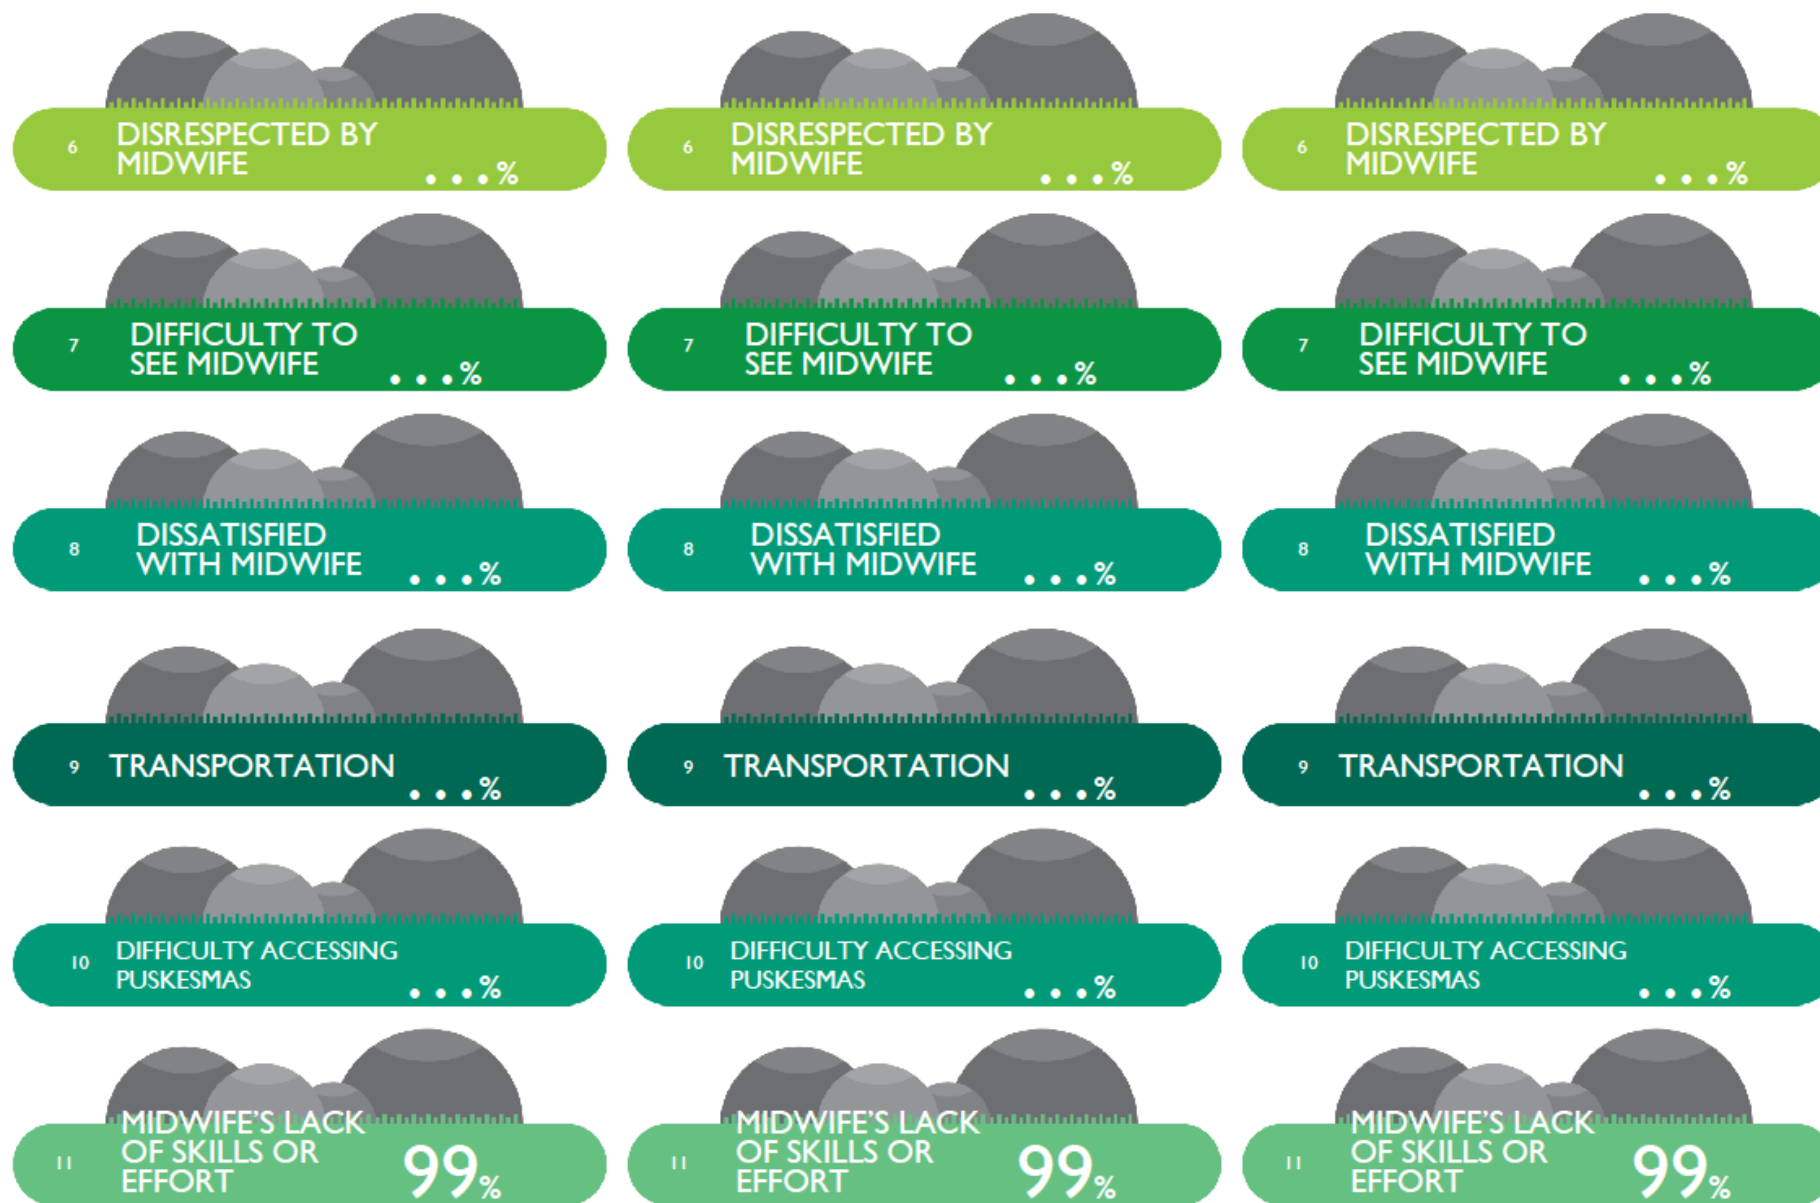 6 DISRESPECTED BY
MIDWIFE ...%
6 DISRESPECTED BY
MIDWIFE ...%
6 DISRESPECTED BY
MIDWIFE ...%
7 DIFFICULTY TO
SEE MIDWIFE ...%
7 DIFFICULTY TO
SEE MIDWIFE ...%
7 DIFFICULTY TO
SEE MIDWIFE ...%
8 DISSATISFIED
WITH MIDWIFE ...%
8 DISSATISFIED
WITH MIDWIFE ...%
8 DISSATISFIED
WITH MIDWIFE ...%
9 TRANSPORTATION ...%
9 TRANSPORTATION ...%
9 TRANSPORTATION ...%
10 DIFFICULTY ACCESSING
PUSKESMAS ...%
10 DIFFICULTY ACCESSING
PUSKESMAS ...%
10 DIFFICULTY ACCESSING
PUSKESMAS ...%
11 MIDWIFE'S LACK
OF SKILLS OR
EFFORT 99%
11 MIDWIFE'S LACK
OF SKILLS OR
EFFORT 99%
11 MIDWIFE'S LACK
OF SKILLS OR
EFFORT 99%